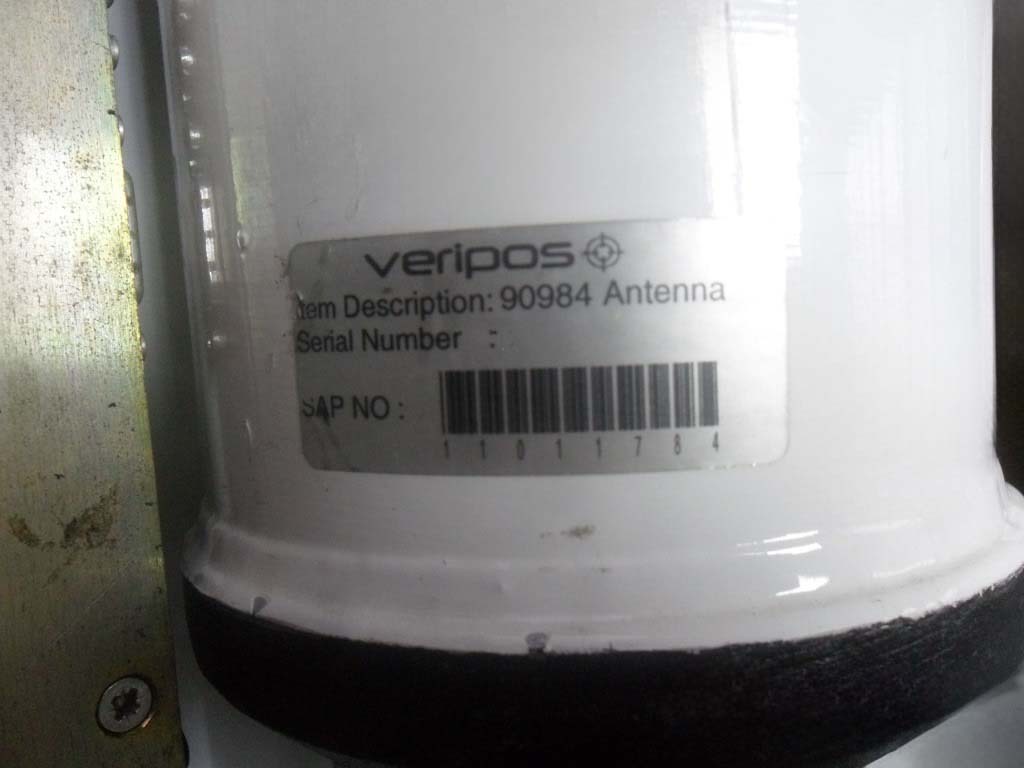 veripos
Item Description: 90984 Antenna
Serial Number :
SAP NO :
11011784